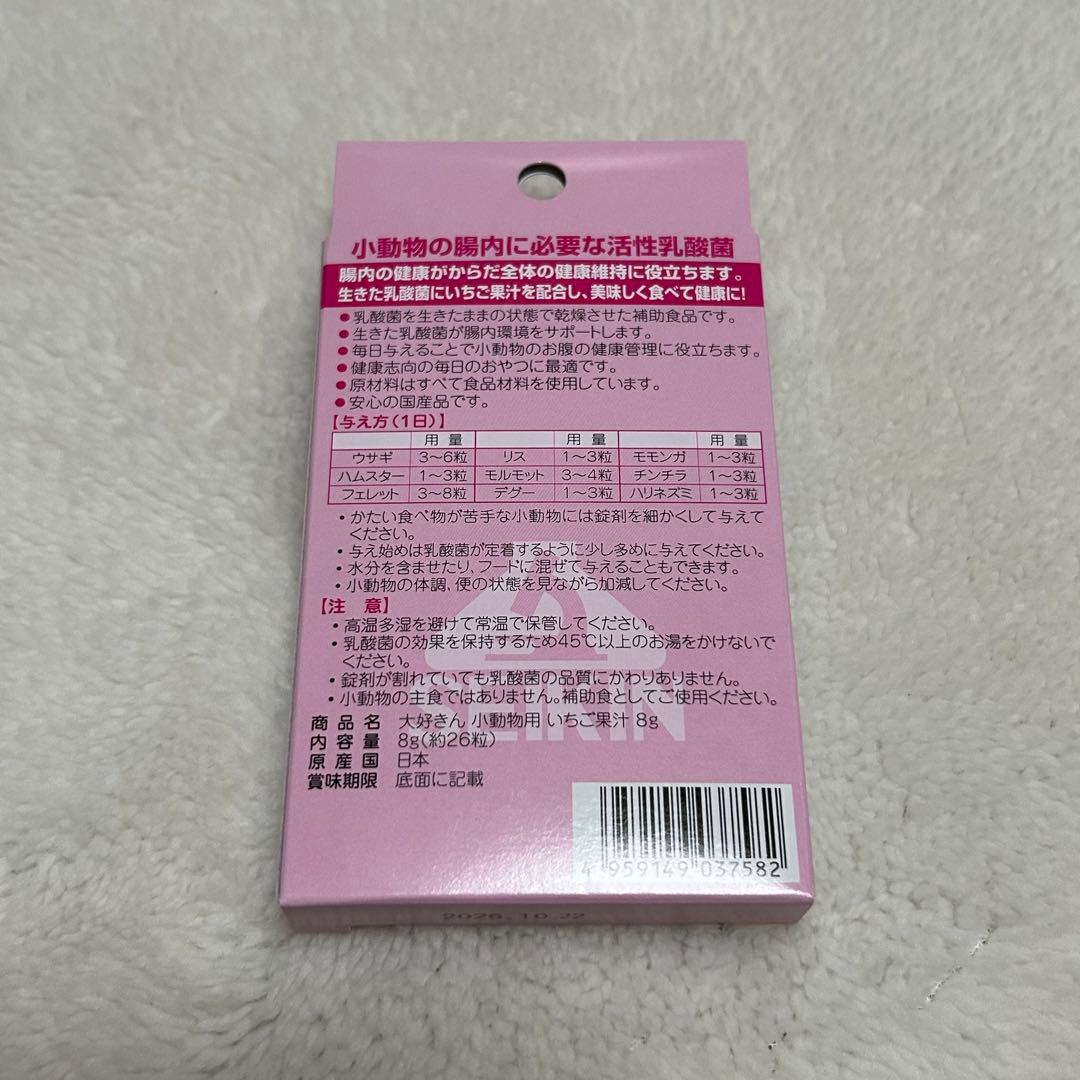 小動物の腸内に必要な活性乳酸菌
腸内の健康がからだ全体の健康維持に役立ちます。
生きた乳酸菌にいちご果汁を配合し、美味しく食べて健康に!
●乳酸菌を生きたままの状態で乾燥させた補助食品です。
●生きた乳酸菌が腸内環境をサポートします。
●毎日与えることで小動物のお腹の健康管理に役立ちます。
●健康志向の毎日のおやつに最適です。
●原材料はすべて食品材料を使用しています。
●安心の国産品です。
【与え方(1日)】
用量 用量 用量
ウサギ 3〜6粒 リス 1〜3粒 モモンガ 1〜3粒
ハムスター 1〜3粒 モルモット 3〜4粒 チンチラ 1〜3粒
フェレット 3〜8粒 デグー 1〜3粒 ハリネズミ 1〜3粒
・かたい食べ物が苦手な小動物には錠剤を細かくして与えて
ください。
・与え始めは乳酸菌が定着するように少し多めに与えてください。
・水分を含ませたり、フードに混ぜて与えることもできます。
・小動物の体調、便の状態を見ながら加減してください。
【注 意】
・高温多湿を避けて常温で保管してください。
・乳酸菌の効果を保持するため45℃以上のお湯をかけないで
ください。
・錠剤が割れていても乳酸菌の品質にかわりありません。
・小動物の主食ではありません。補助食としてご使用ください。
SEIKIN
商品名 大好きん 小動物用 いちご果汁 8g
内容量 8g(約26粒)
原産国 日本
賞味期限 底面に記載
4 959149 037582
2026.10.22